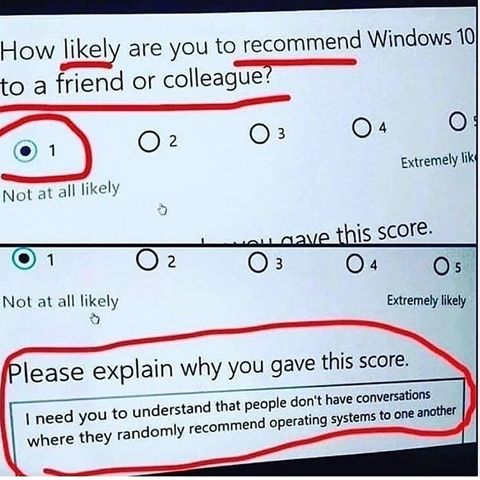 How likely are you to recommend Windows 10
to a friend or colleague?
1
2
3
4
Not at all likely
Extremely
gave this score.
1
2
3
4
5
Not at all likely
Extremely likely
Please explain why you gave this score.
I need you to understand that people don't have conversations
where they randomly recommend operating systems to one another